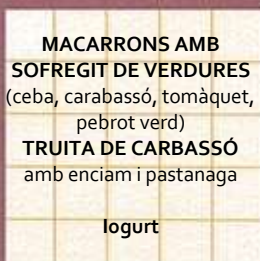 MACARRONS AMB
SOFREGIT DE VERDURES
(ceba, carabassó, tomàquet,
pebrot verd)
TRUITA DE CARBASSÓ
amb enciam i pastanaga
Iogurt